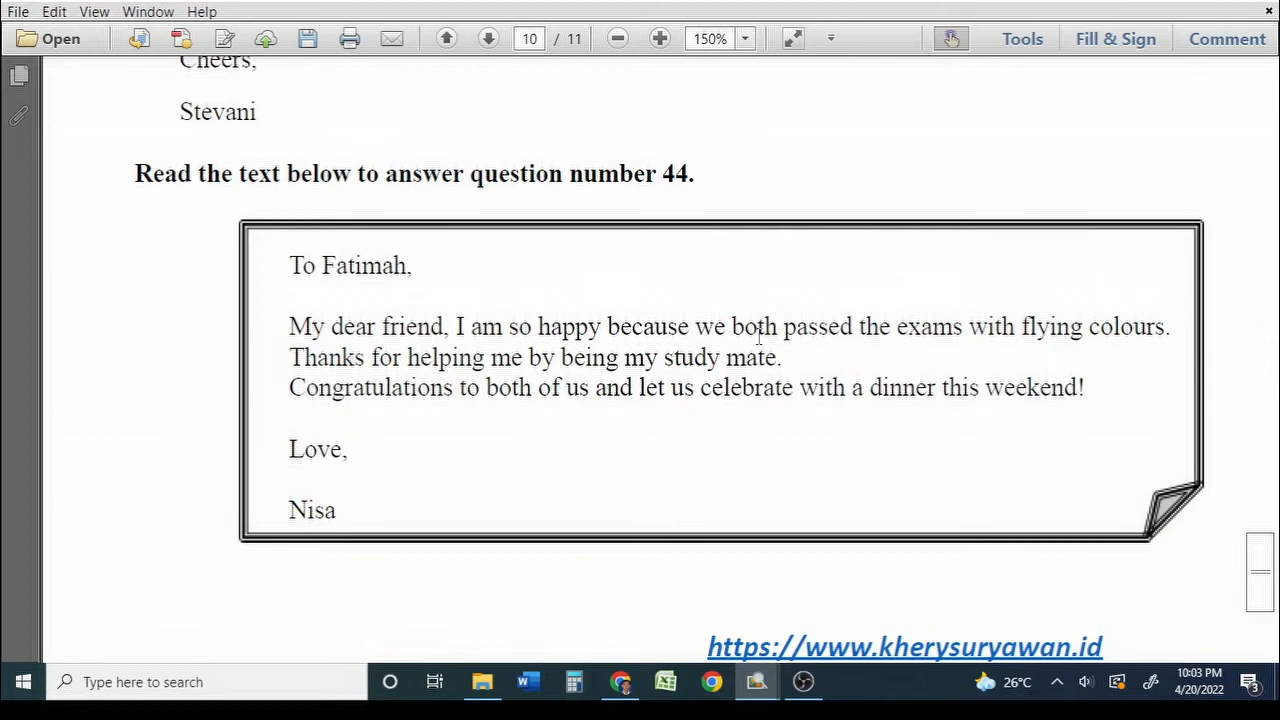 File Edit View Window Help
Open 10 / 11 150% Tools Fill & Sign Comment
Cheers,
Stevani
Read the text below to answer question number 44.
To Fatimah,
My dear friend, I am so happy because we both passed the exams with flying colours.
Thanks for helping me by being my study mate.
Congratulations to both of us and let us celebrate with a dinner this weekend!
Love,
Nisa
https://www.kherysuryawan.id
Type here to search 26°C 10:03 PM
4/20/2022 3